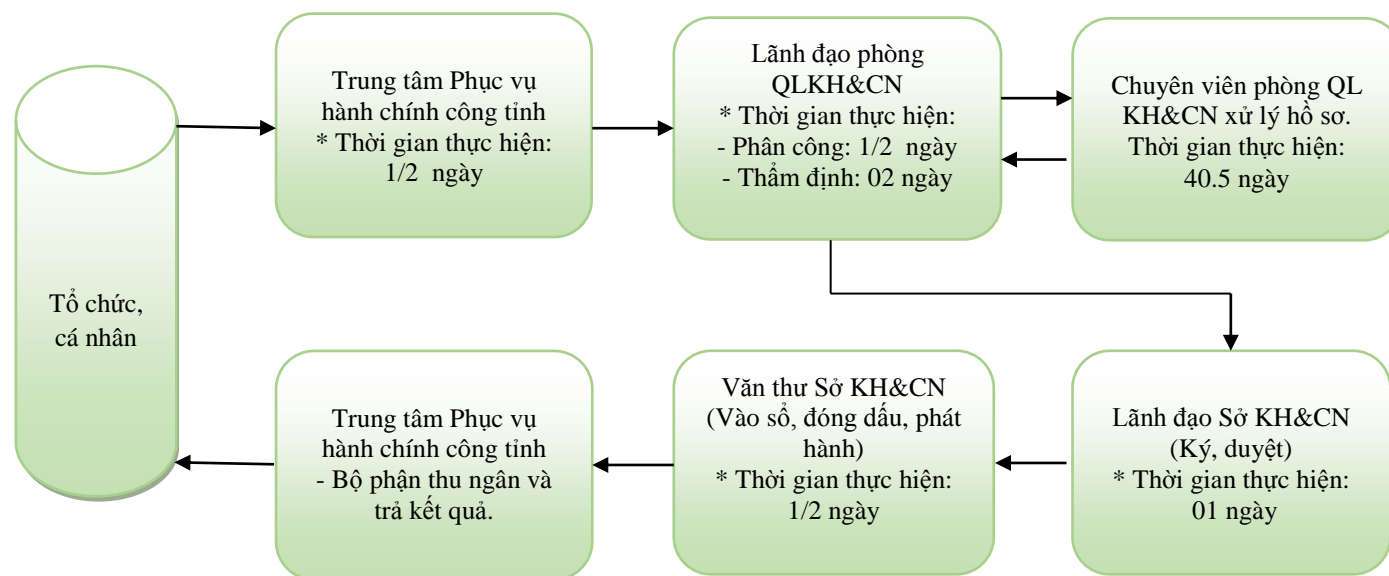 Tổ chức,
cá nhân
Trung tâm Phục vụ
hành chính công tỉnh
* Thời gian thực hiện:
1/2 ngày
Lãnh đạo phòng
QLKH&CN
* Thời gian thực hiện:
- Phân công: 1/2 ngày
- Thẩm định: 02 ngày
Chuyên viên phòng QL
KH&CN xử lý hồ sơ.
Thời gian thực hiện:
40.5 ngày
Lãnh đạo Sở KH&CN
(Ký, duyệt)
* Thời gian thực hiện:
01 ngày
Văn thư Sở KH&CN
(Vào sổ, đóng dấu, phát
hành)
* Thời gian thực hiện:
1/2 ngày
Trung tâm Phục vụ
hành chính công tỉnh
- Bộ phận thu ngân và
trả kết quả.